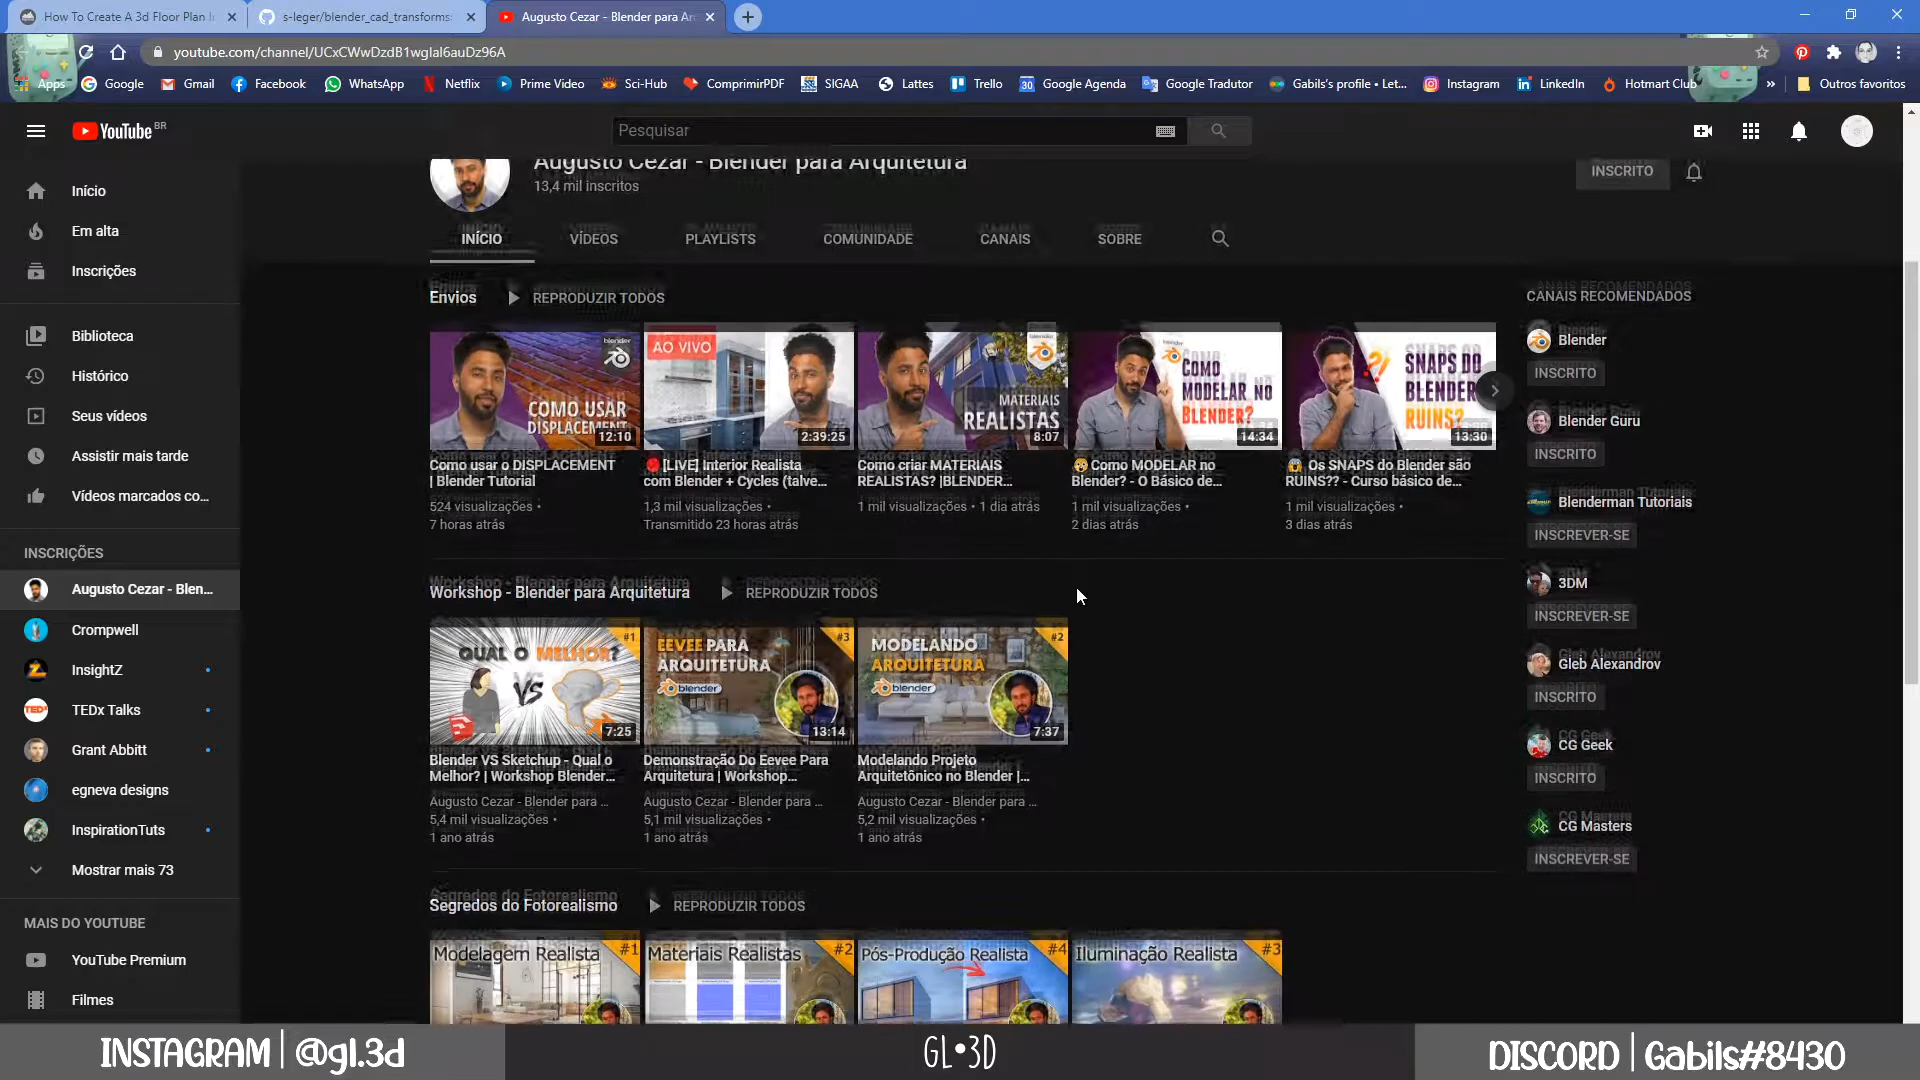 How To Create A 3d Floor Plan I
s-leger/blender_cad_transforms:
Augusto Cezar - Blender para Ar
youtube.com/channel/UCxCWwDzdB1wglal6auDz96A
Apps
Google
Gmail
Facebook
WhatsApp
Netflix
Prime Video
Sci-Hub
ComprimirPDF
SIGAA
Lattes
Trello
Google Agenda
Google Tradutor
Gabils's profile • Let...
Instagram
LinkedIn
Hotmart Club
Outros favoritos
YouTube BR
Pesquisar
Augusto Cezar - Blender para Arquitetura
13,4 mil inscritos
INSCRITO
INÍCIO
VÍDEOS
PLAYLISTS
COMUNIDADE
CANAIS
SOBRE
Início
Em alta
Inscrições
Biblioteca
Histórico
Seus vídeos
Assistir mais tarde
Vídeos marcados co...
INSCRIÇÕES
Augusto Cezar - Blen...
Crompwell
InsightZ
TEDx Talks
Grant Abbitt
egneva designs
InspirationTuts
Mostrar mais 73
MAIS DO YOUTUBE
YouTube Premium
Filmes
Envios
REPRODUZIR TODOS
blender
COMO USAR
DISPLACEMENT
12:10
AO VIVO
2:39:25
MATERIAIS
REALISTAS
8:07
COMO
MODELAR NO
BLENDER?
14:34
SNAPS DO
BLENDER
RUINS?
13:30
Como usar o DISPLACEMENT
| Blender Tutorial
524 visualizações •
7 horas atrás
[LIVE] Interior Realista
com Blender + Cycles (talve...
1,3 mil visualizações •
Transmitido 23 horas atrás
Como criar MATERIAIS
REALISTAS? |BLENDER...
1 mil visualizações • 1 dia atrás
Como MODELAR no
Blender? - O Básico de...
1 mil visualizações •
2 dias atrás
Os SNAPS do Blender são
RUINS?? - Curso básico de...
1 mil visualizações •
3 dias atrás
Workshop - Blender para Arquitetura
REPRODUZIR TODOS
#1
QUAL O MELHOR?
VS
7:25
#3
EEVEE PARA
ARQUITETURA
blender
13:14
#2
MODELANDO
ARQUITETURA
blender
7:37
Blender VS Sketchup - Qual o
Melhor? | Workshop Blender...
Augusto Cezar - Blender para ...
5,4 mil visualizações •
1 ano atrás
Demonstração Do Eevee Para
Arquitetura | Workshop...
Augusto Cezar - Blender para ...
5,1 mil visualizações •
1 ano atrás
Modelando Projeto
Arquitetônico no Blender |...
Augusto Cezar - Blender para ...
5,2 mil visualizações •
1 ano atrás
Segredos do Fotorealismo
REPRODUZIR TODOS
Modelagem Realista #1
Materiais Realistas #2
Pós-Produção Realista #4
Iluminação Realista #3
CANAIS RECOMENDADOS
Blender
INSCRITO
Blender Guru
INSCRITO
Blenderman Tutoriais
INSCREVER-SE
3DM
INSCREVER-SE
Gleb Alexandrov
INSCRITO
CG Geek
INSCRITO
CG Masters
INSCREVER-SE
INSTAGRAM | @gl.3d
GL•3D
DISCORD | Gabils#8430